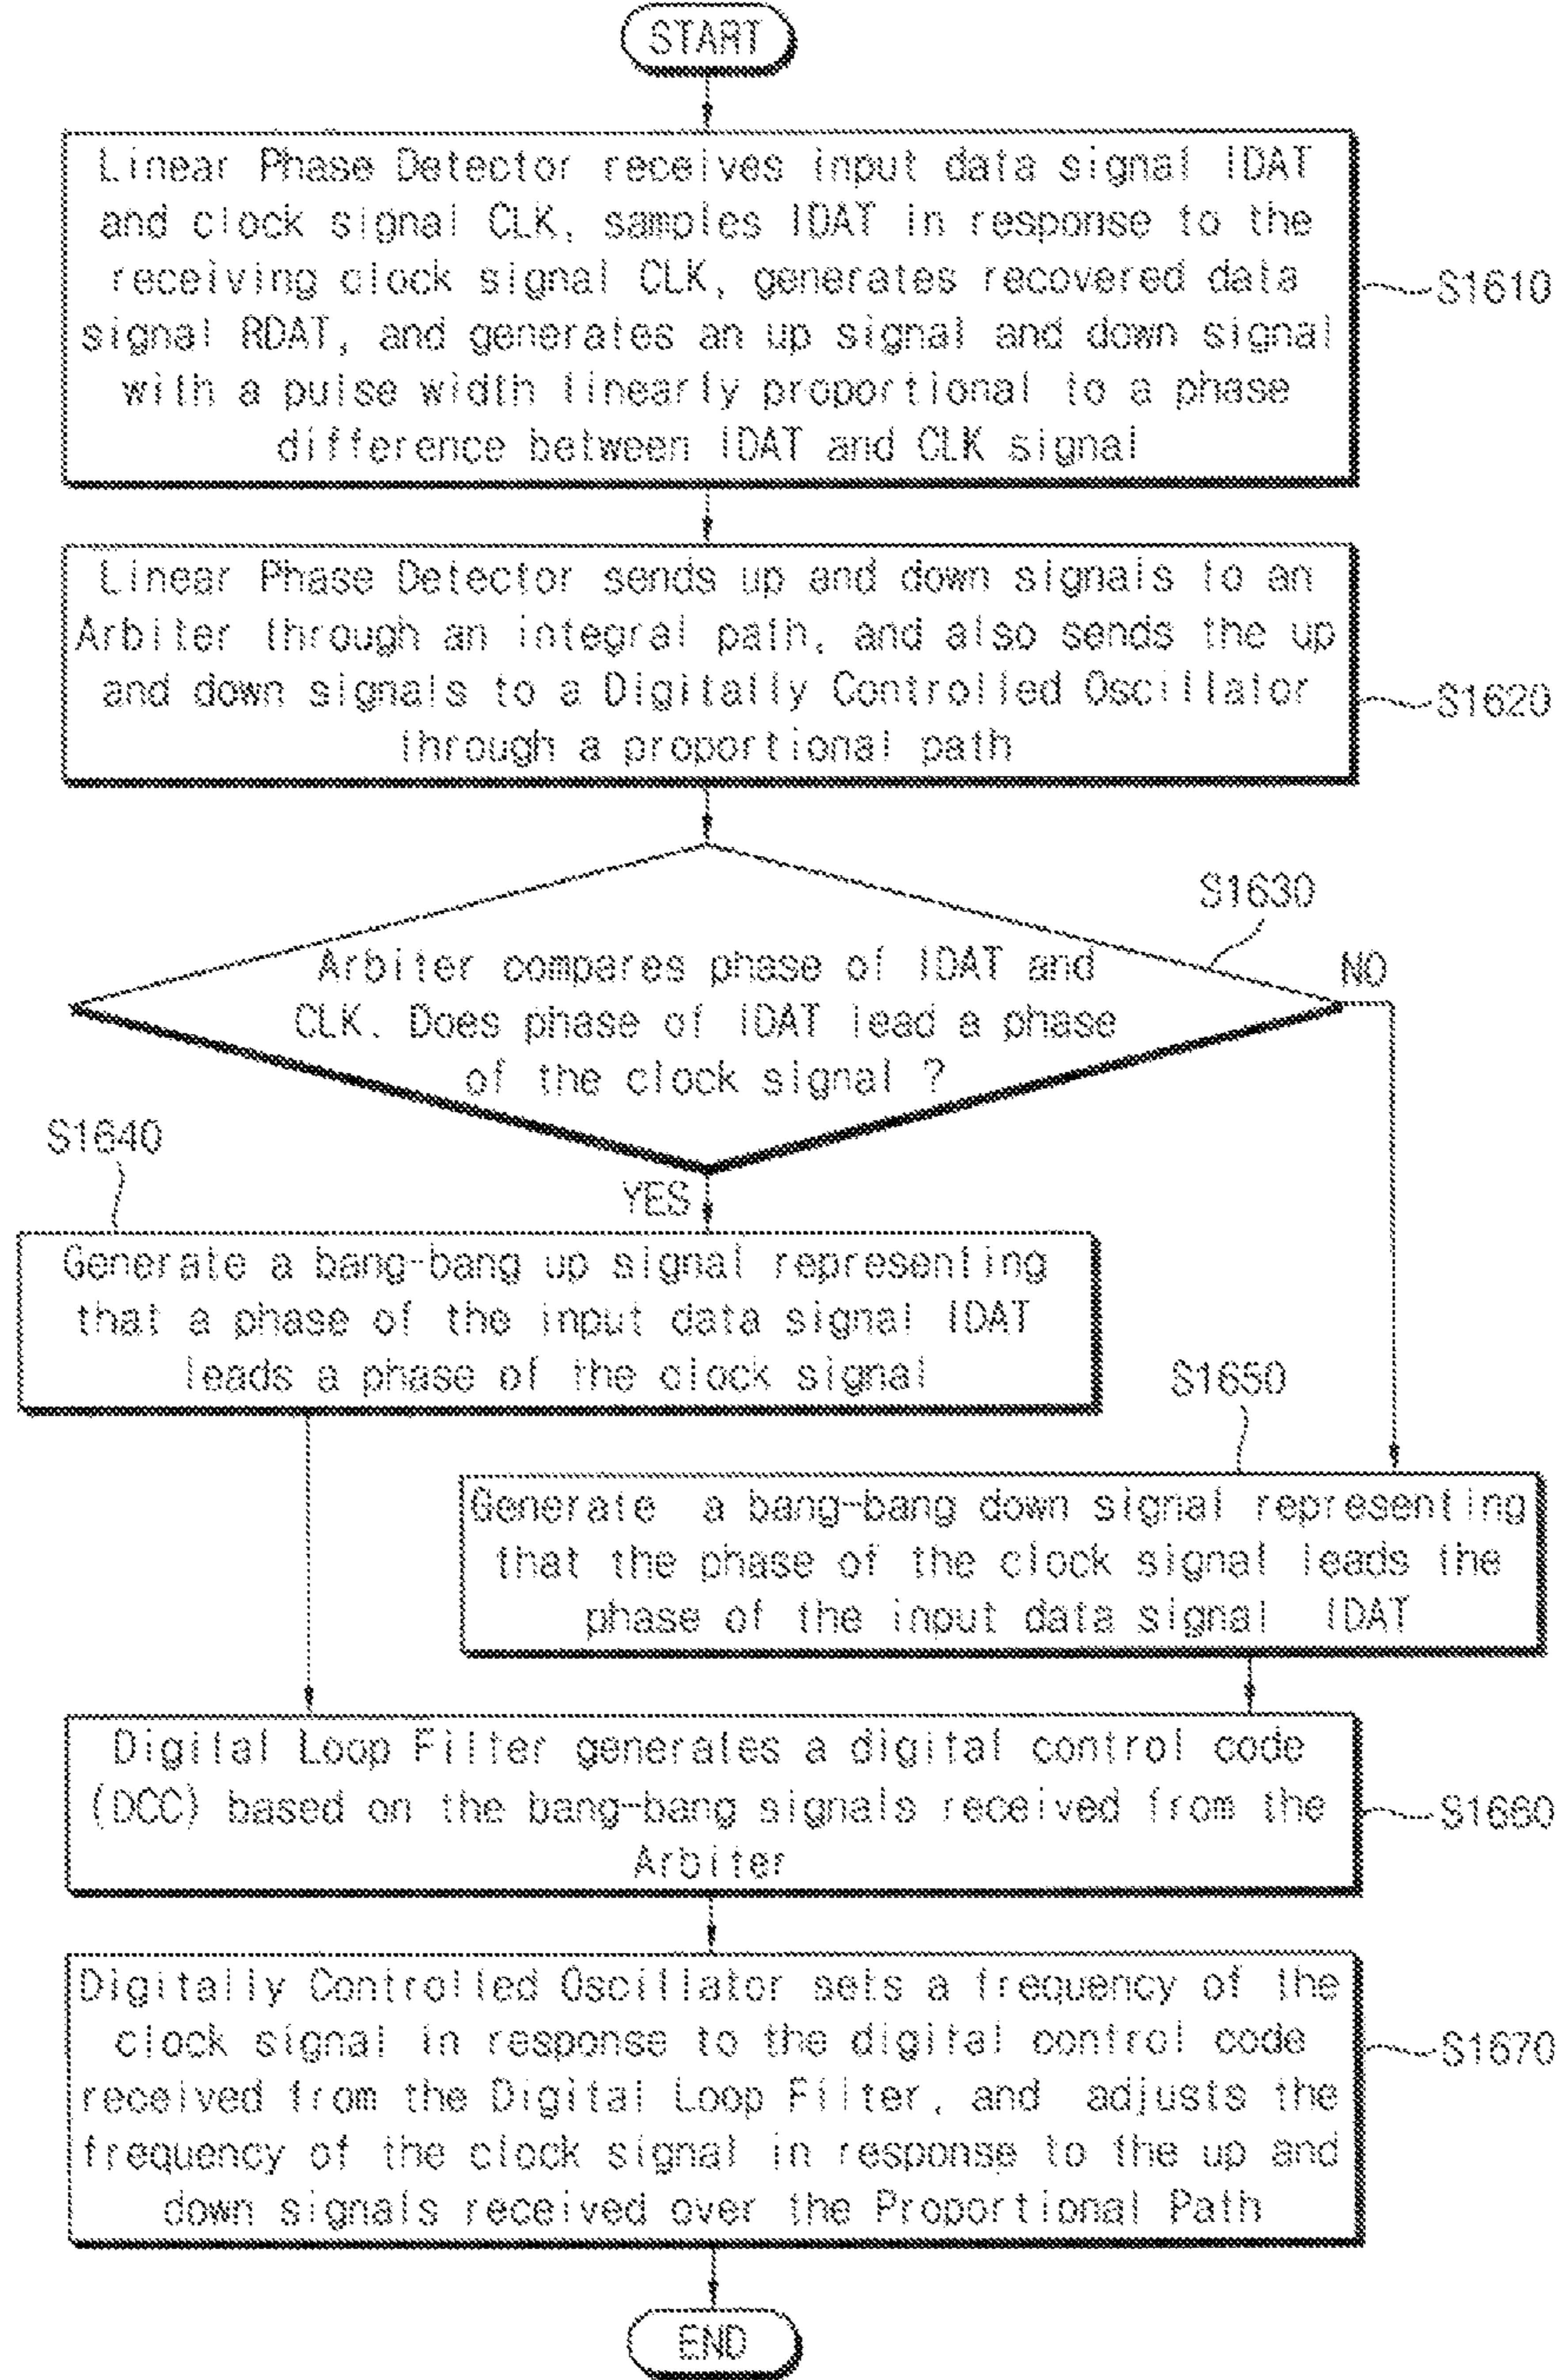 START
Linear Phase Detector receives input data signal IDAT
and clock signal CLK, samples IDAT in response to the
receiving clock signal CLK, generates recovered data
signal RDAT, and generates an up signal and down signal
with a pulse width linearly proportional to a phase
difference between IDAT and CLK signal
S1610
Linear Phase Detector sends up and down signals to an
Arbiter through an integral path, and also sends the up
and down signals to a Digitally Controlled Oscillator
through a proportional path
S1620
S1630
Arbiter compares phase of IDAT and
CLK. Does phase of IDAT lead a phase
of the clock signal ?
NO
YES
S1640
Generate a bang-bang up signal representing
that a phase of the input data signal IDAT
leads a phase of the clock signal
S1650
Generate a bang-bang down signal representing
that the phase of the clock signal leads the
phase of the input data signal IDAT
Digital Loop Filter generates a digital control code
(DCC) based on the bang-bang signals received from the
Arbiter
S1660
Digitally Controlled Oscillator sets a frequency of the
clock signal in response to the digital control code
received from the Digital Loop Filter, and adjusts the
frequency of the clock signal in response to the up and
down signals received over the Proportional Path
S1670
END